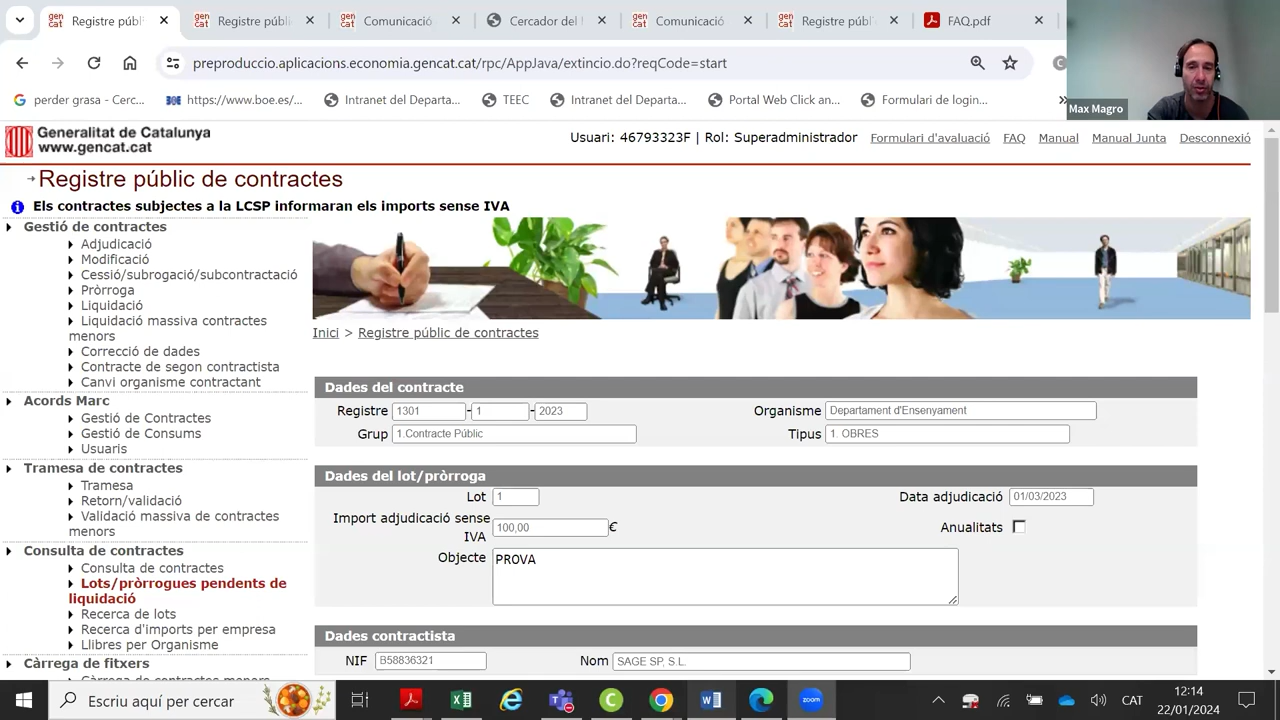 Registre públ
Registre públic
Comunicació
Cercador del
Comunicació
Registre públ
FAQ.pdf
preproduccio.aplicacions.economia.gencat.cat/rpc/AppJava/extincio.do?reqCode=start
perder grasa - Cerc...
https://www.boe.es/...
Intranet del Departa...
TEEC
Intranet del Departa...
Portal Web Click an...
Formulari de login...
Max Magro
Generalitat de Catalunya
www.gencat.cat
Usuari: 46793323F | Rol: Superadministrador
Formulari d'avaluació
FAQ
Manual
Manual Junta
Desconnexió
Registre públic de contractes
Els contractes subjectes a la LCSP informaran els imports sense IVA
Gestió de contractes
Adjudicació
Modificació
Cessió/subrogació/subcontractació
Pròrroga
Liquidació
Liquidació massiva contractes
menors
Correcció de dades
Contracte de segon contractista
Canvi organisme contractant
Acords Marc
Gestió de Contractes
Gestió de Consums
Usuaris
Tramesa de contractes
Tramesa
Retorn/validació
Validació massiva de contractes
menors
Consulta de contractes
Consulta de contractes
Lots/pròrrogues pendents de
liquidació
Recerca de lots
Recerca d'imports per empresa
Llibres per Organisme
Càrrega de fitxers
Càrrega de contractes menors
Inici > Registre públic de contractes
Dades del contracte
Registre 1301 - 1 - 2023
Organisme Departament d'Ensenyament
Grup 1.Contracte Públic
Tipus 1. OBRES
Dades del lot/pròrroga
Lot 1
Data adjudicació 01/03/2023
Import adjudicació sense
IVA 100,00 €
Anualitats
Objecte PROVA
Dades contractista
NIF B58836321
Nom SAGE SP, S.L.
Escriu aquí per cercar
zoom
CAT
12:14
22/01/2024